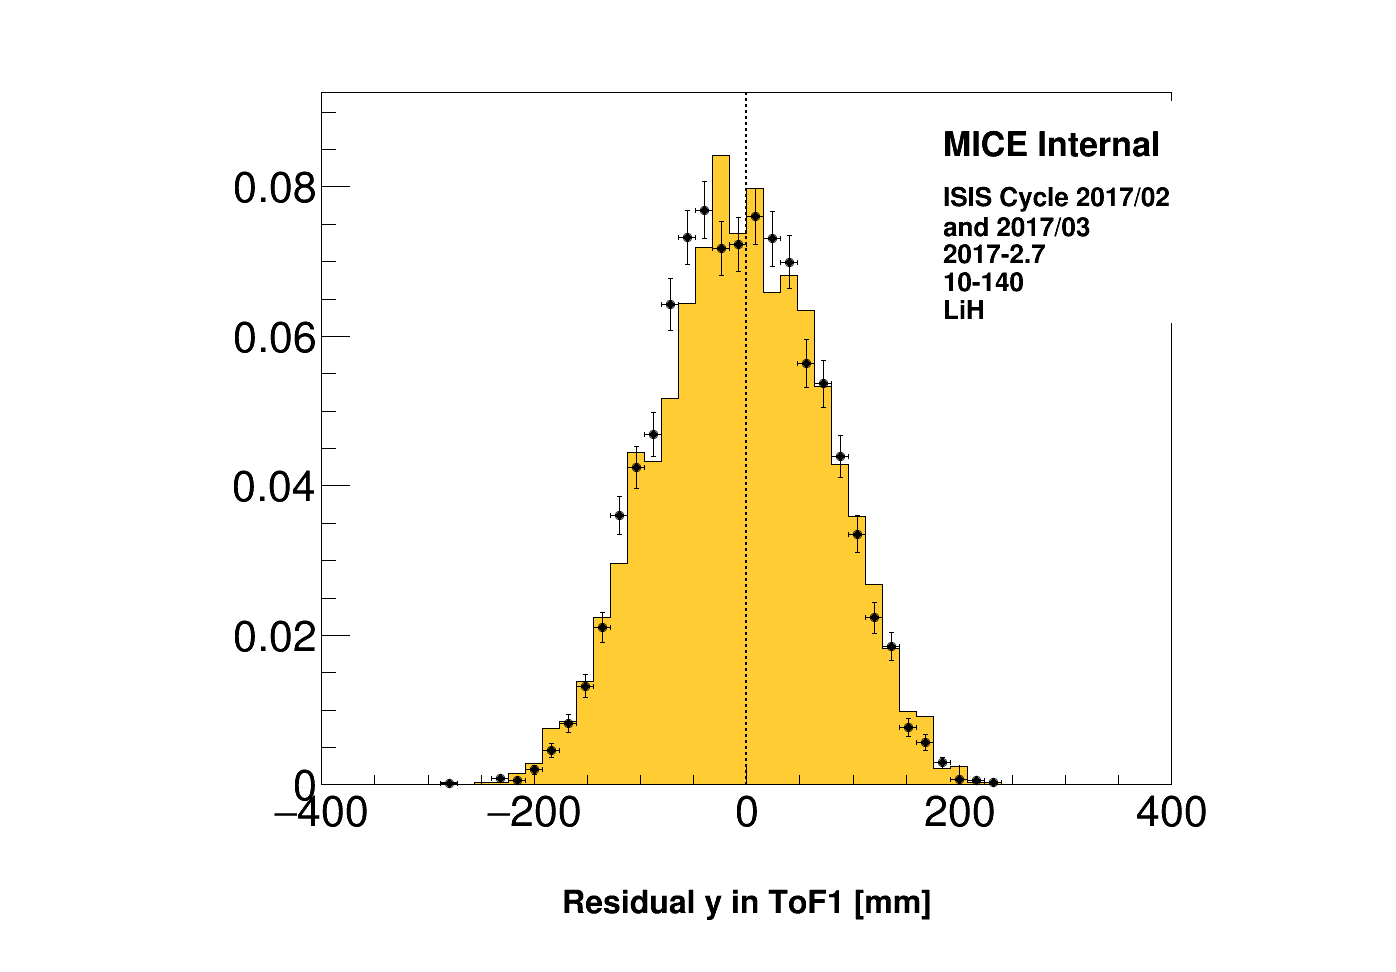 MICE Internal
ISIS Cycle 2017/02
and 2017/03
2017-2.7
10-140
LiH
0.08
0.06
0.04
0.02
0
−400 −200 0 200 400
Residual y in ToF1 [mm]